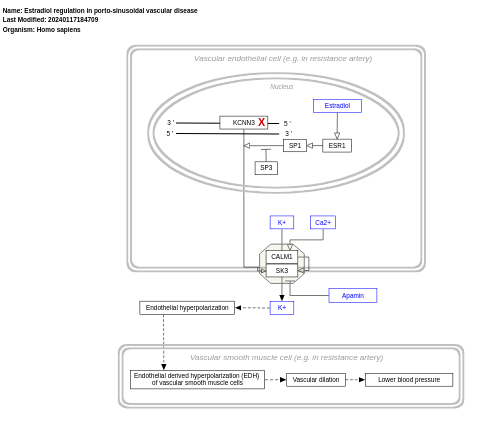 Name: Estradiol regulation in porto-sinusoidal vascular disease
Last Modified: 20240117184709
Organism: Homo sapiens
Vascular endothelial cell (e.g. in resistance artery)
Nucleus
Estradiol
3 '
KCNN3
X
5 '
5 '
3 '
SP1
ESR1
SP3
K+
Ca2+
CALM1
SK3
Apamin
Endothelial hyperpolarization
K+
Vascular smooth muscle cell (e.g. in resistance artery)
Endothelial derived hyperpolarization (EDH)
of vascular smooth muscle cells
Vascular dilation
Lower blood pressure